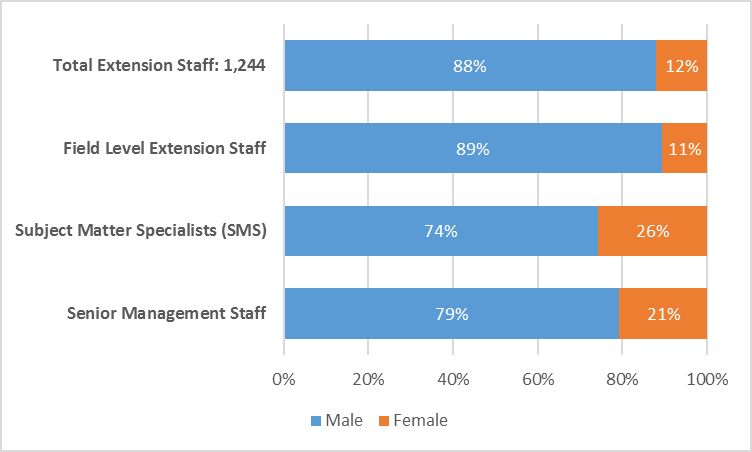 Total Extension Staff: 1,244
88%
12%
Field Level Extension Staff
89%
11%
Subject Matter Specialists (SMS)
74%
26%
Senior Management Staff
79%
21%
0%
20%
40%
60%
80%
100%
Male
Female